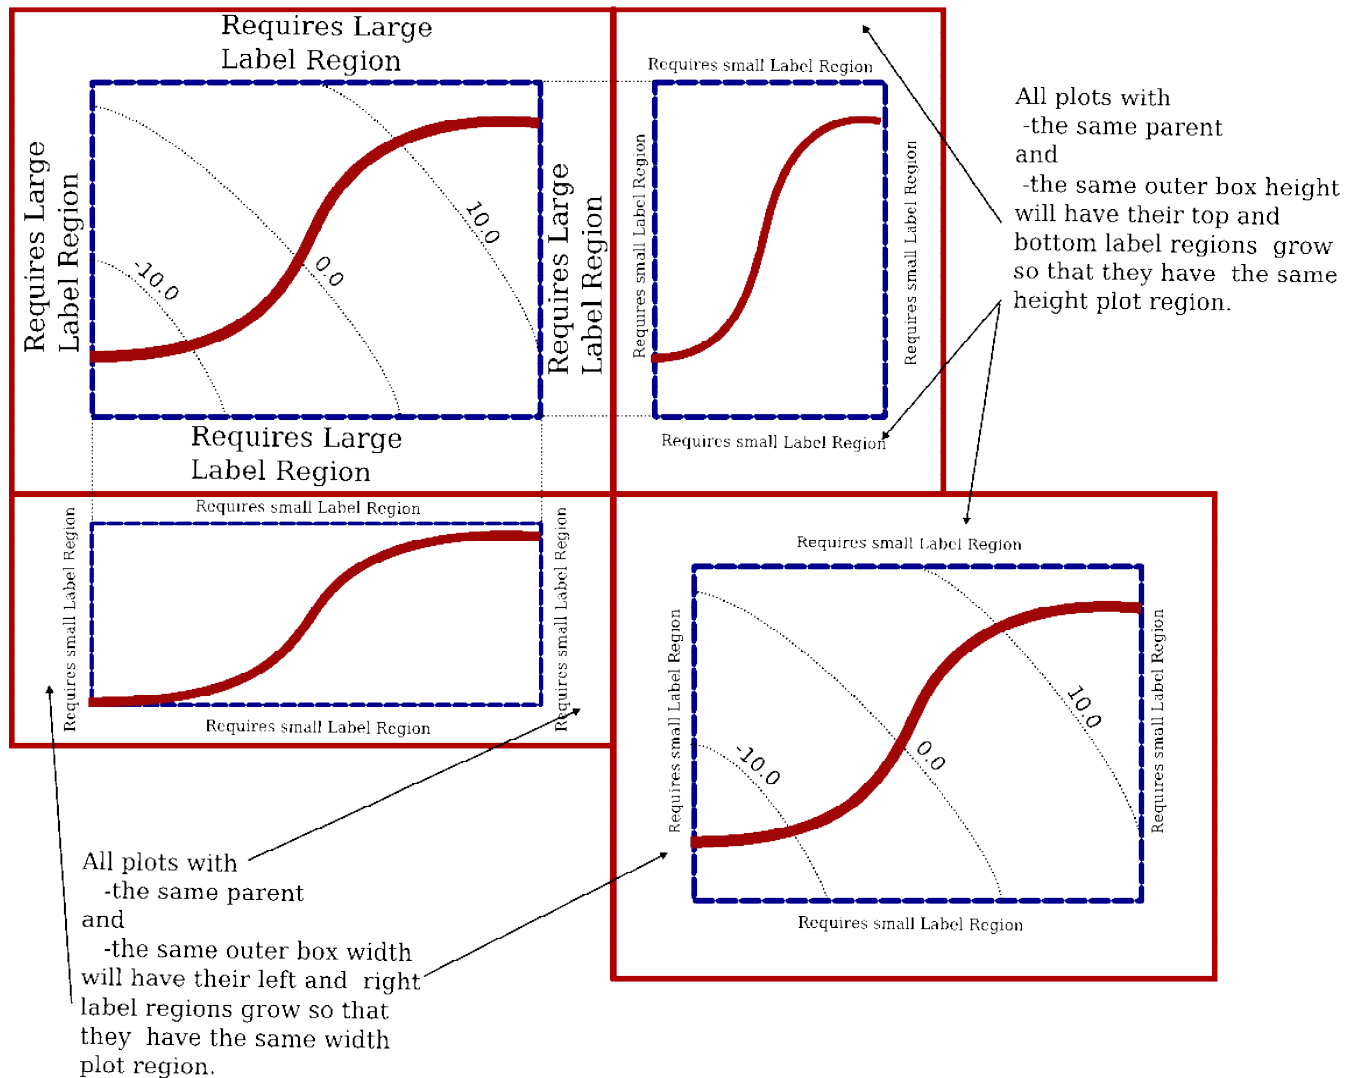 Requires Large
Label Region
Requires Large
Label Region
Requires Large
Label Region
Requires Large
Label Region
-10.0
0.0
10.0
Requires small Label Region
Requires small Label Region
Requires small Label Region
Requires small Label Region
All plots with
-the same parent
and
-the same outer box height
will have their top and
bottom label regions grow
so that they have the same
height plot region.
Requires small Label Region
Requires small Label Region
Requires small Label Region
Requires small Label Region
Requires small Label Region
Requires small Label Region
Requires small Label Region
Requires small Label Region
-10.0
0.0
10.0
All plots with
-the same parent
and
-the same outer box width
will have their left and right
label regions grow so that
they have the same width
plot region.